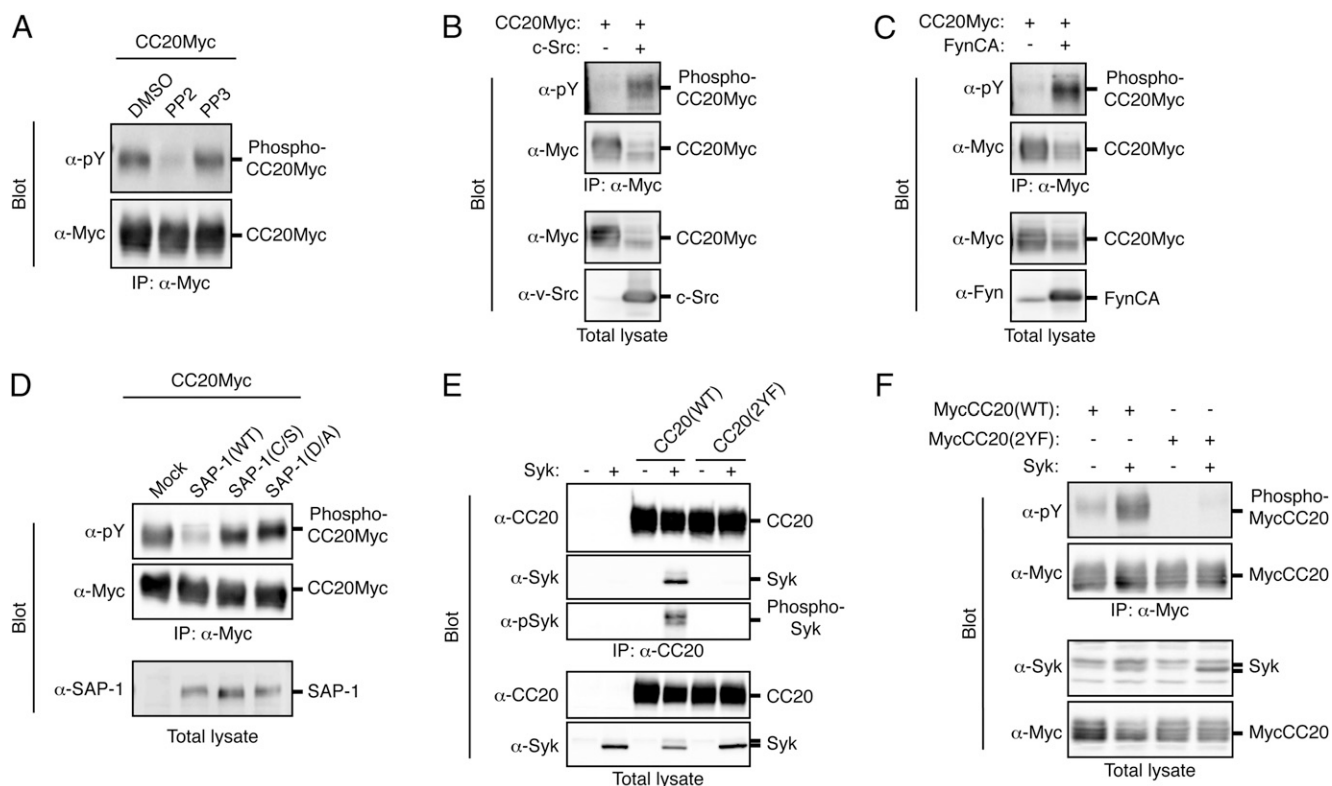 A
CC20Myc
DMSO
PP2
PP3
Blot
α-pY
Phospho-
CC20Myc
α-Myc
CC20Myc
IP: α-Myc
B
CC20Myc: + +
c-Src: - +
Blot
α-pY
Phospho-
CC20Myc
α-Myc
CC20Myc
IP: α-Myc
α-Myc
CC20Myc
α-v-Src
c-Src
Total lysate
C
CC20Myc: + +
FynCA: - +
Blot
α-pY
Phospho-
CC20Myc
α-Myc
CC20Myc
IP: α-Myc
α-Myc
CC20Myc
α-Fyn
FynCA
Total lysate
D
CC20Myc
Mock
SAP-1(WT)
SAP-1(C/S)
SAP-1(D/A)
Blot
α-pY
Phospho-
CC20Myc
α-Myc
CC20Myc
IP: α-Myc
α-SAP-1
SAP-1
Total lysate
E
CC20(WT)
CC20(2YF)
Syk: - + - + - +
Blot
α-CC20
CC20
α-Syk
Syk
α-pSyk
Phospho-
Syk
IP: α-CC20
α-CC20
CC20
α-Syk
Syk
Total lysate
F
MycCC20(WT): + + - -
MycCC20(2YF): - - + +
Syk: - + - +
Blot
α-pY
Phospho-
MycCC20
α-Myc
MycCC20
IP: α-Myc
α-Syk
Syk
α-Myc
MycCC20
Total lysate